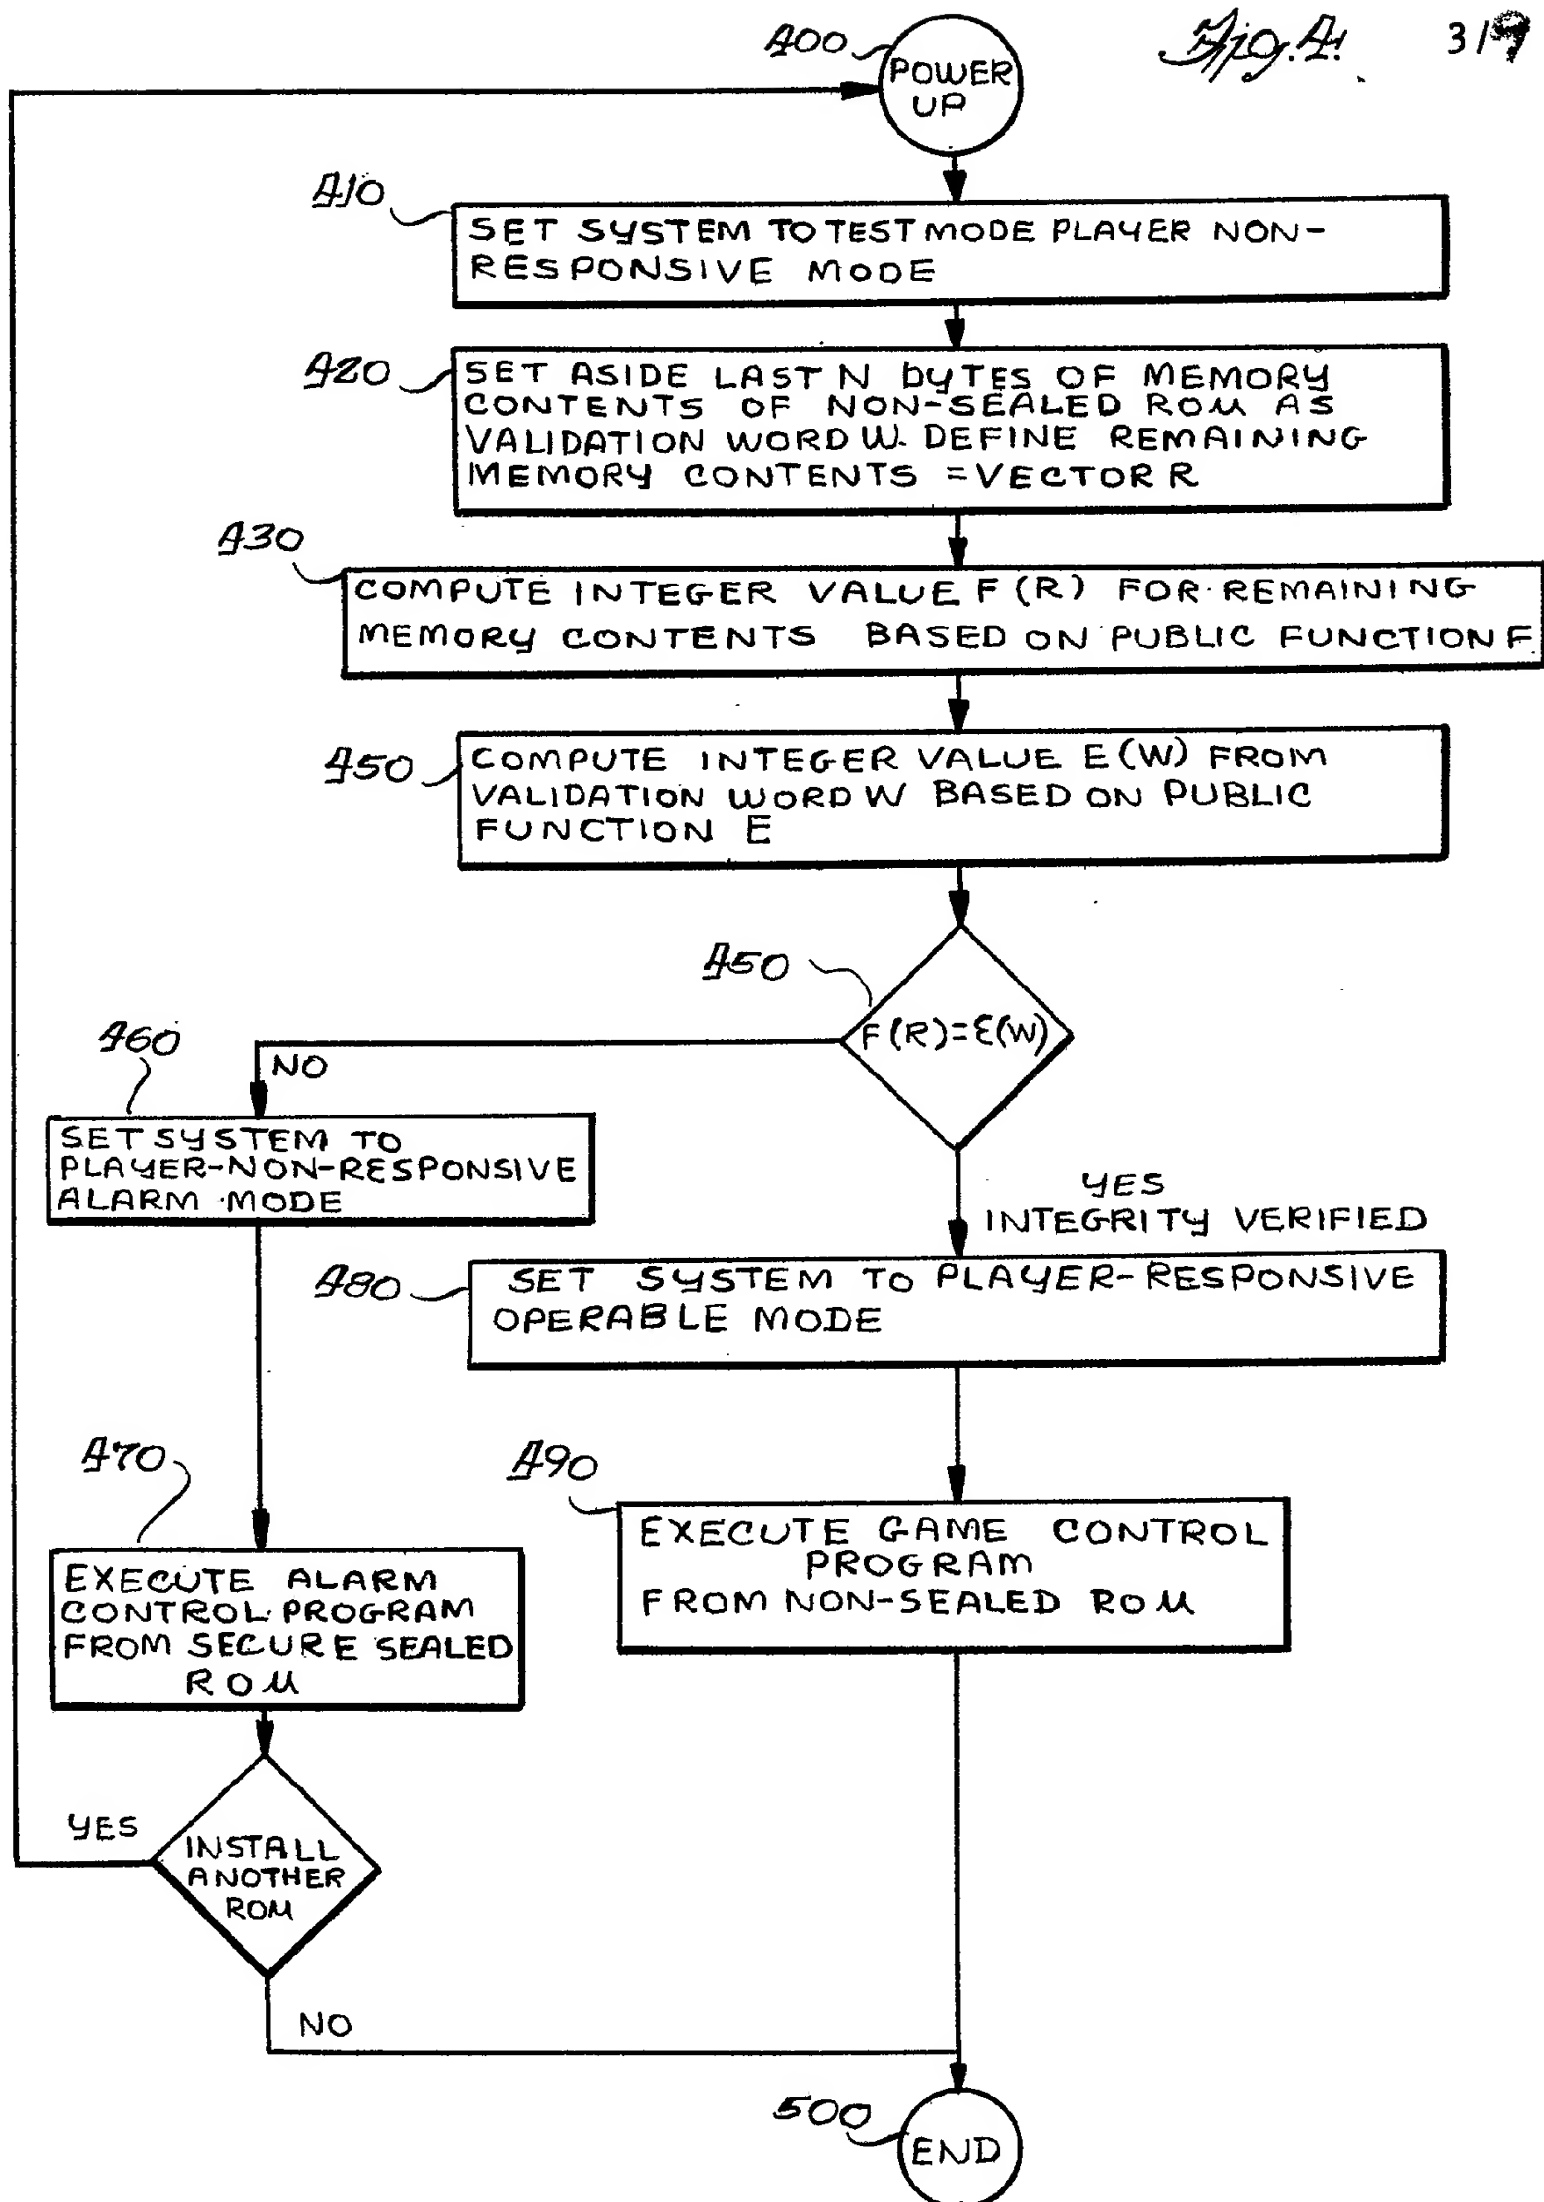 400
POWER
UP
Fig. 4.
3/9
410
SET SYSTEM TO TEST MODE PLAYER NON-
RESPONSIVE MODE
420
SET ASIDE LAST N bYTES OF MEMORY
CONTENTS OF NON-SEALED ROM AS
VALIDATION WORD W. DEFINE REMAINING
MEMORY CONTENTS = VECTOR R
430
COMPUTE INTEGER VALUE F (R) FOR REMAINING
MEMORY CONTENTS BASED ON PUBLIC FUNCTION F
450
COMPUTE INTEGER VALUE E (W) FROM
VALIDATION WORD W BASED ON PUBLIC
FUNCTION E
450
F (R) = E(W)
460
NO
SET SYSTEM TO
PLAYER-NON-RESPONSIVE
ALARM MODE
YES
INTEGRITY VERIFIED
480
SET SYSTEM TO PLAYER-RESPONSIVE
OPERABLE MODE
470
EXECUTE ALARM
CONTROL PROGRAM
FROM SECURE SEALED
ROM
490
EXECUTE GAME CONTROL
PROGRAM
FROM NON-SEALED ROM
YES
INSTALL
ANOTHER
ROM
NO
500
END